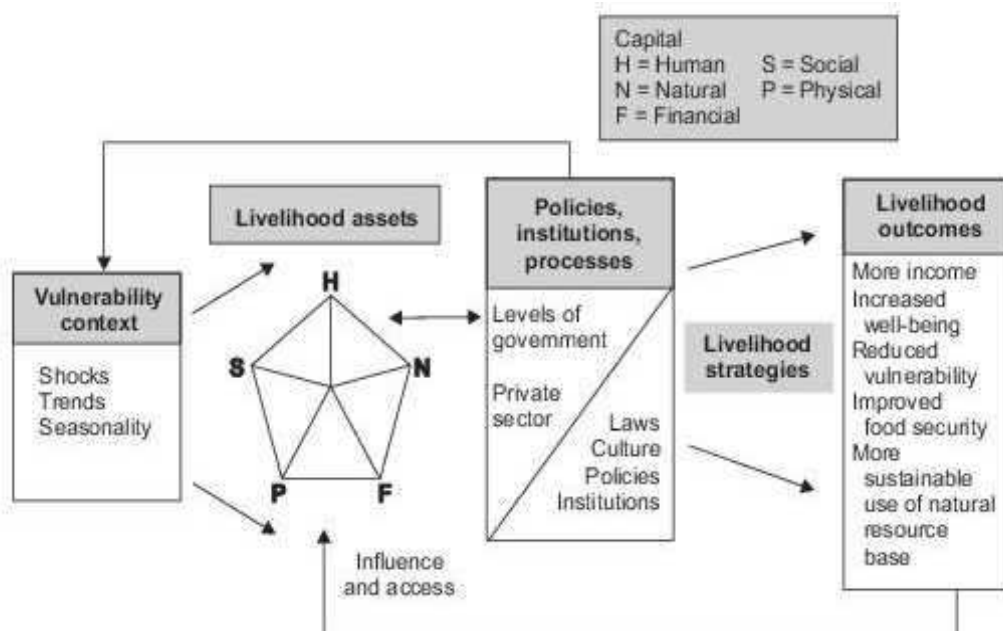 Capital
H = Human S = Social
N = Natural P = Physical
F = Financial
Livelihood assets
Policies,
institutions,
processes
Livelihood
outcomes
Vulnerability
context
Shocks
Trends
Seasonality
H
S
N
P
F
Influence
and access
Levels of
government
Private
sector
Laws
Culture
Policies
Institutions
Livelihood
strategies
More income
Increased
well-being
Reduced
vulnerability
Improved
food security
More
sustainable
use of natural
resource
base